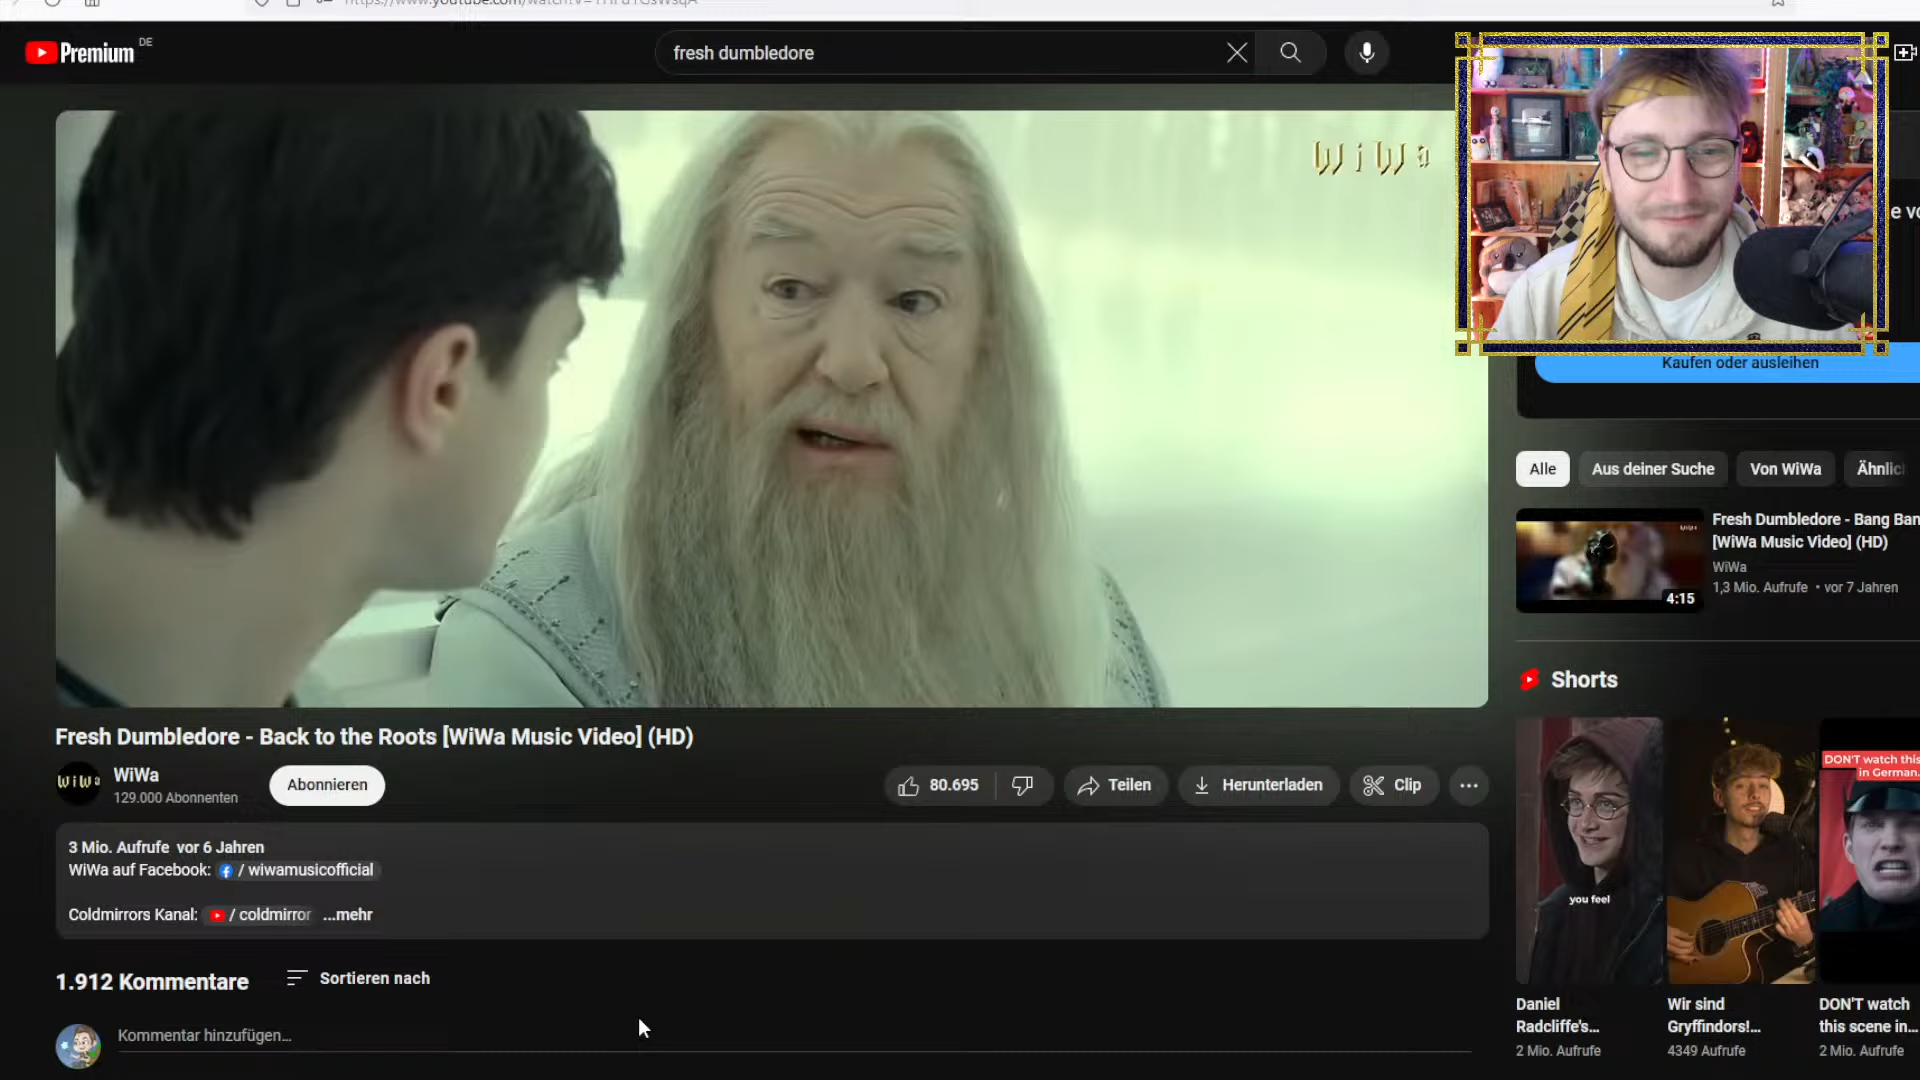 Premium DE
fresh dumbledore
WiWa
Kaufen oder ausleihen
Alle
Aus deiner Suche
Von WiWa
Fresh Dumbledore - Bang Ban
[WiWa Music Video] (HD)
WiWa
1,3 Mio. Aufrufe • vor 7 Jahren
4:15
Shorts
Fresh Dumbledore - Back to the Roots [WiWa Music Video] (HD)
WiWa
WiWa
129.000 Abonnenten
Abonnieren
80.695
Teilen
Herunterladen
Clip
3 Mio. Aufrufe vor 6 Jahren
WiWa auf Facebook: / wiwamusicofficial
Coldmirrors Kanal: / coldmirror ...mehr
1.912 Kommentare
Sortieren nach
Kommentar hinzufügen...
you feel
DON'T watch this
in German.
Daniel
Radcliffe's...
2 Mio. Aufrufe
Wir sind
Gryffindors!...
4349 Aufrufe
DON'T watch
this scene in...
2 Mio. Aufrufe